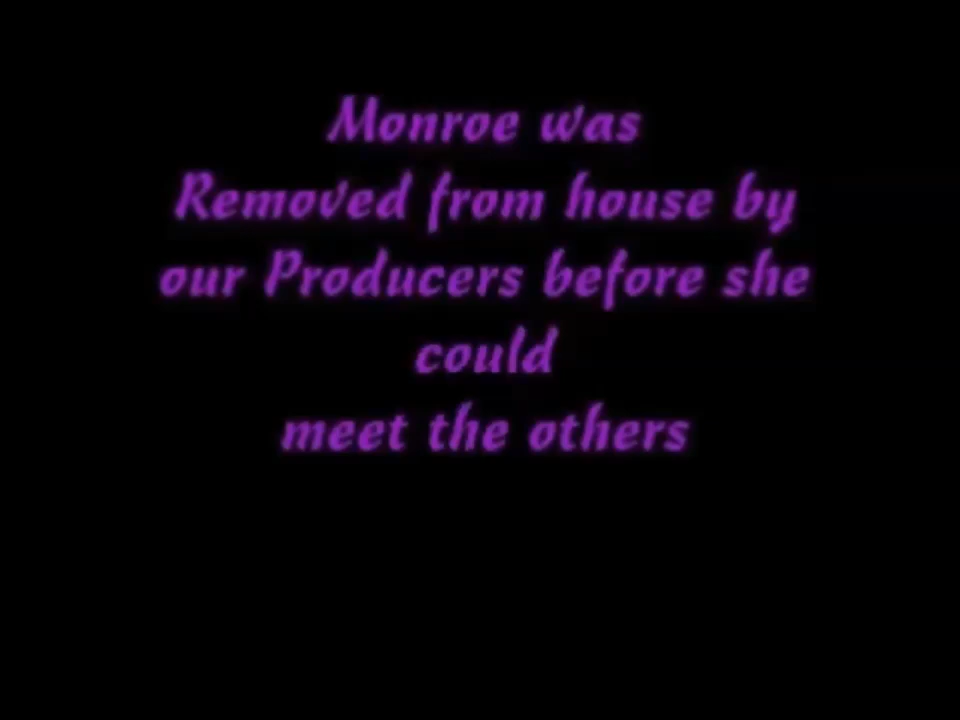 Monroe was
Removed from house by
our Producers before she
could
meet the others